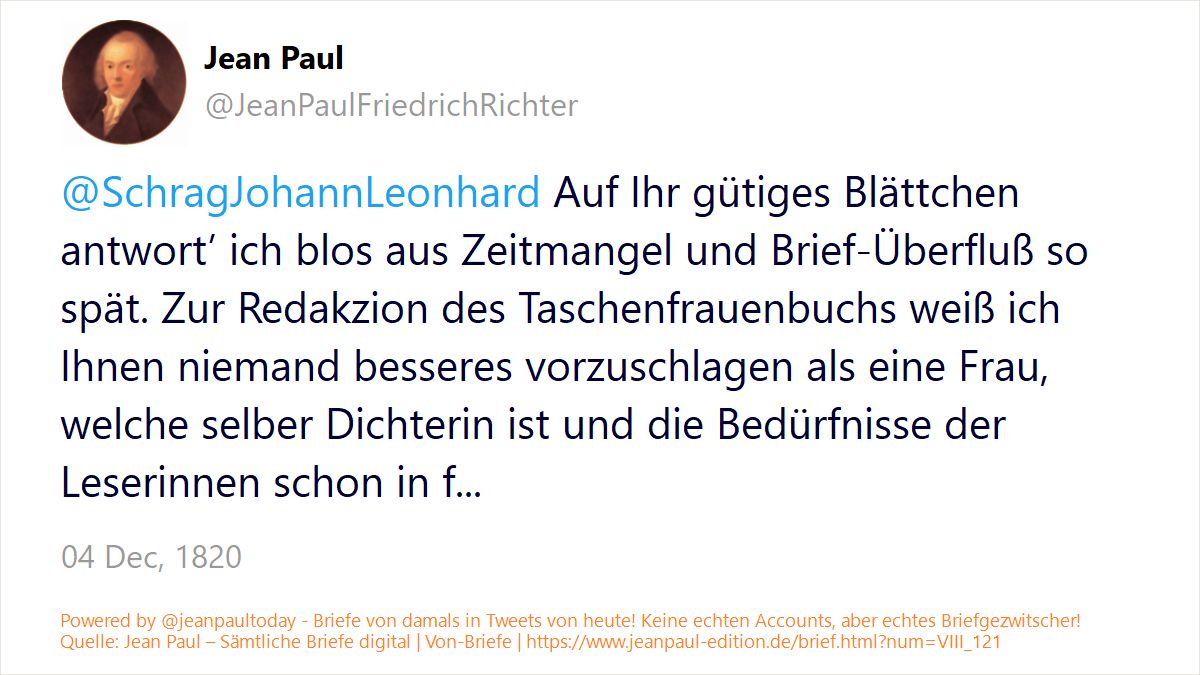 Jean Paul
@JeanPaulFriedrichRichter
@SchragJohannLeonhard Auf Ihr gütiges Blättchen
antwort’ ich blos aus Zeitmangel und Brief-Überfluß so
spät. Zur Redakzion des Taschenfrauenbuchs weiß ich
Ihnen niemand besseres vorzuschlagen als eine Frau,
welche selber Dichterin ist und die Bedürfnisse der
Leserinnen schon in f...
04 Dec, 1820
Powered by @jeanpaultoday - Briefe von damals in Tweets von heute! Keine echten Accounts, aber echtes Briefgezwitscher!
Quelle: Jean Paul – Sämtliche Briefe digital | Von-Briefe | https://www.jeanpaul-edition.de/brief.html?num=VIII_121